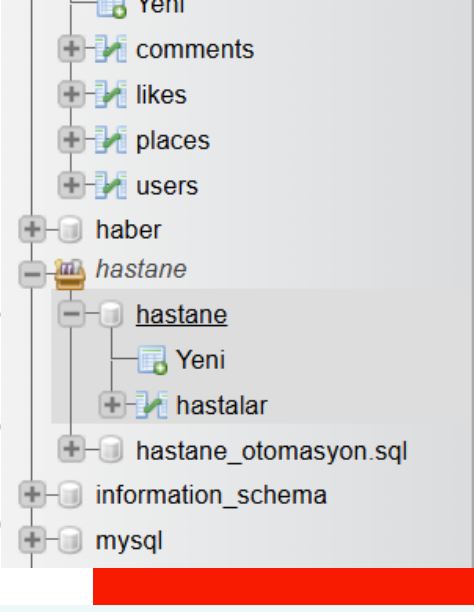 Yeni
comments
likes
places
users
haber
hastane
hastane
Yeni
hastalar
hastane_otomasyon.sql
information_schema
mysql